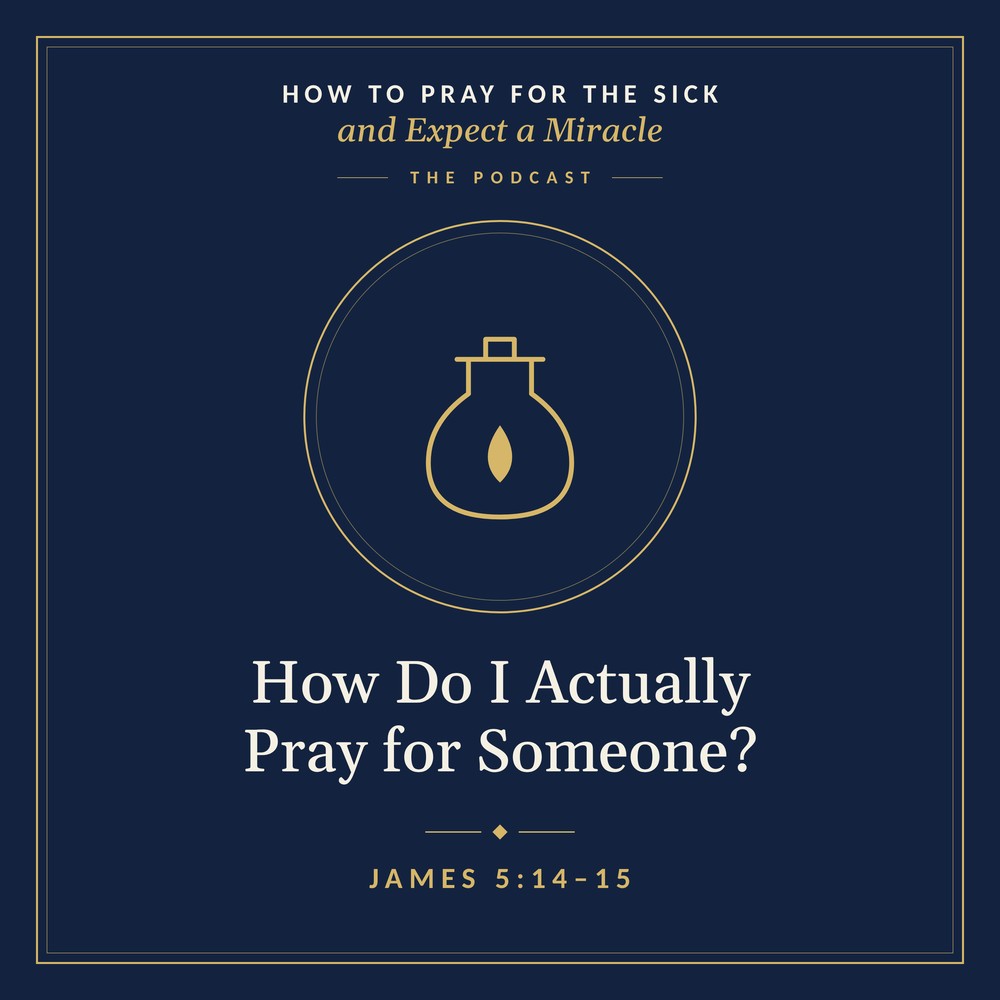 HOW TO PRAY FOR THE SICK
and Expect a Miracle
THE PODCAST
How Do I Actually
Pray for Someone?
JAMES 5:14–15